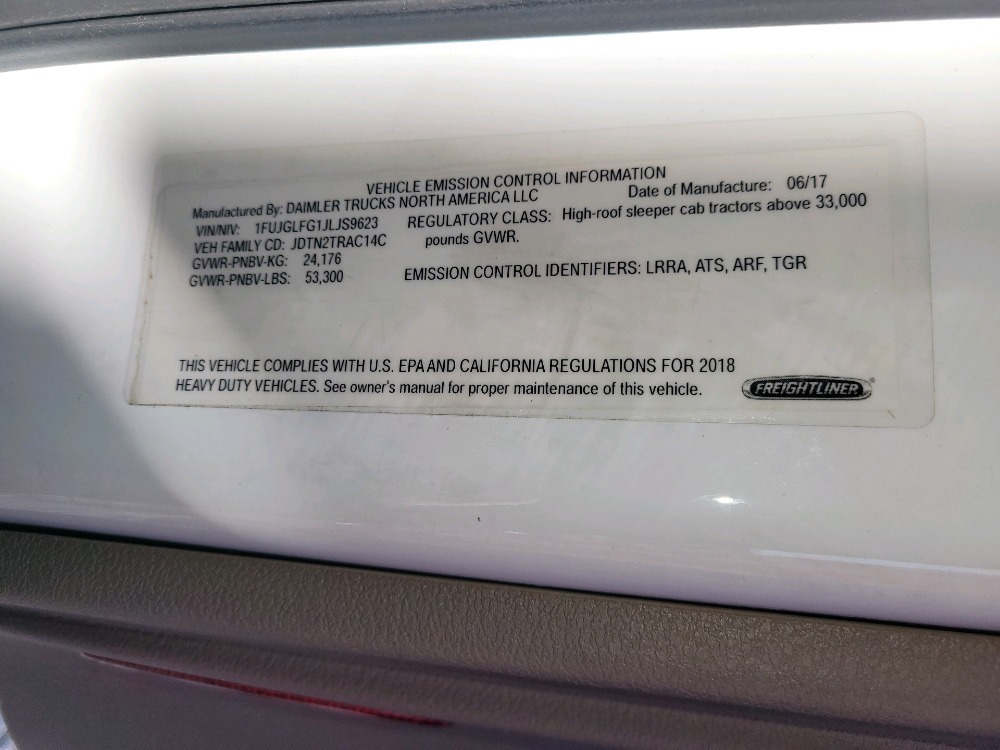 VEHICLE EMISSION CONTROL INFORMATION
Manufactured By: DAIMLER TRUCKS NORTH AMERICA LLC
Date of Manufacture: 06/17
VIN/NIV: 1FUJGLFG1JLJS9623
REGULATORY CLASS: High-roof sleeper cab tractors above 33,000
VEH FAMILY CD: JDTN2TRAC14C
pounds GVWR.
GVWR-PNBV-KG: 24,176
GVWR-PNBV-LBS: 53,300
EMISSION CONTROL IDENTIFIERS: LRRA, ATS, ARF, TGR
THIS VEHICLE COMPLIES WITH U.S. EPA AND CALIFORNIA REGULATIONS FOR 2018
HEAVY DUTY VEHICLES. See owner's manual for proper maintenance of this vehicle.
FREIGHTLINER®